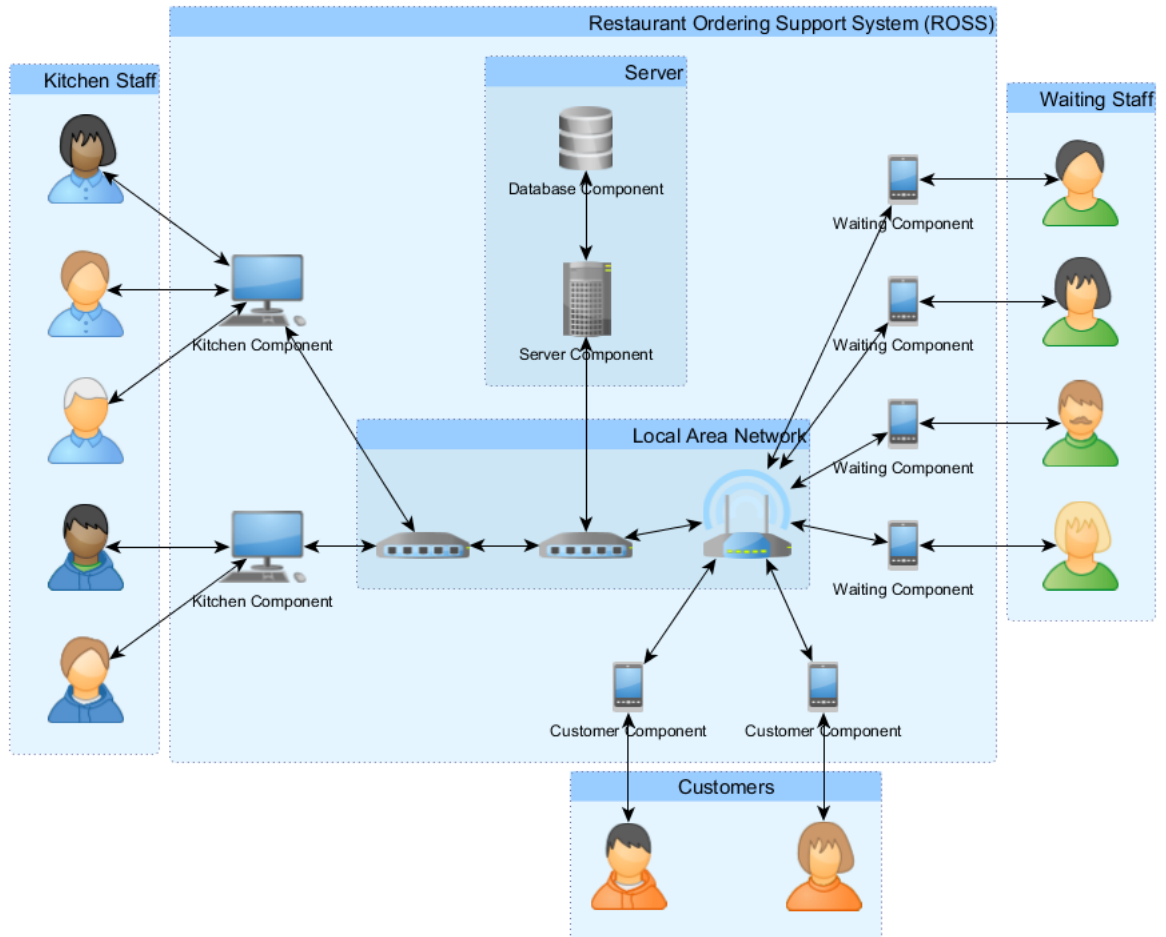 Restaurant Ordering Support System (ROSS)
Kitchen Staff
Server
Waiting Staff
Database Component
Waiting Component
Kitchen Component
Waiting Component
Server Component
Local Area Network
Waiting Component
Kitchen Component
Waiting Component
Customer Component
Customer Component
Customers